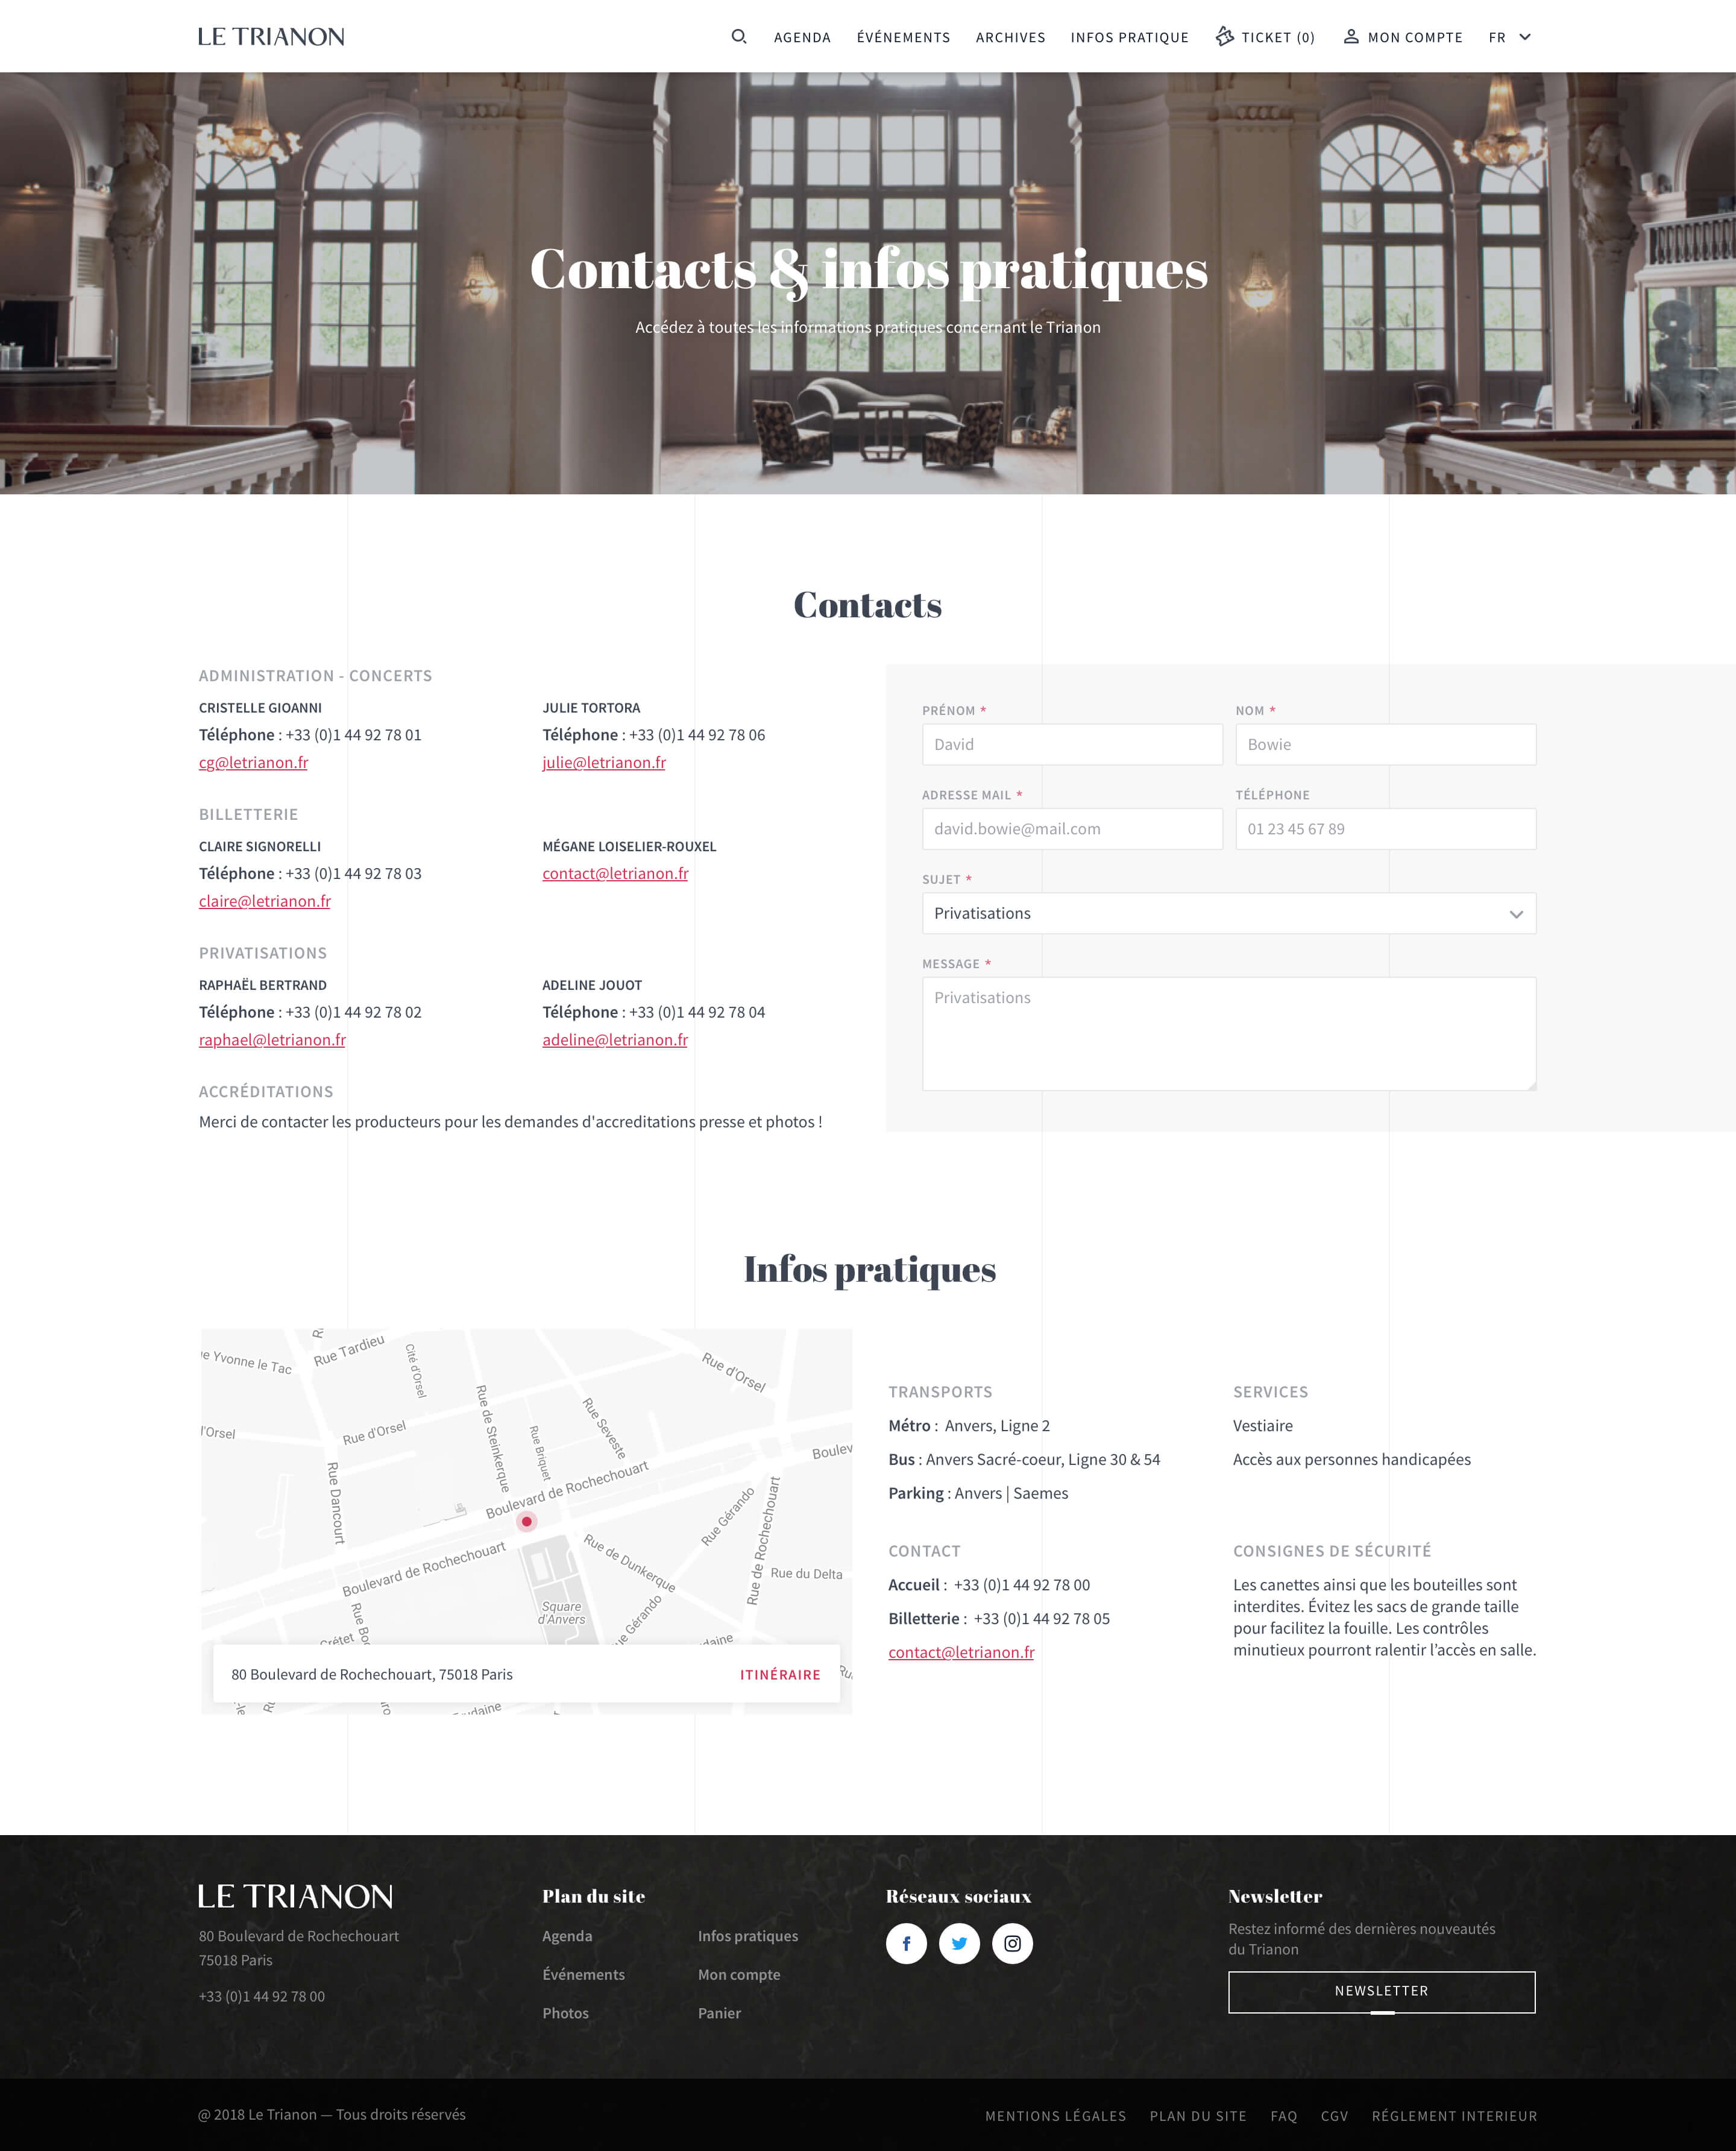 LE TRIANON
AGENDA
ÉVÉNEMENTS
ARCHIVES
INFOS PRATIQUE
TICKET (0)
MON COMPTE
FR
Contacts & infos pratiques
Accédez à toutes les informations pratiques concernant le Trianon
Contacts
ADMINISTRATION - CONCERTS
CRISTELLE GIOANNI
Téléphone : +33 (0)1 44 92 78 01
cg@letrianon.fr
JULIE TORTORA
Téléphone : +33 (0)1 44 92 78 06
julie@letrianon.fr
BILLETTERIE
CLAIRE SIGNORELLI
Téléphone : +33 (0)1 44 92 78 03
claire@letrianon.fr
MÉGANE LOISELIER-ROUXEL
contact@letrianon.fr
PRIVATISATIONS
RAPHAËL BERTRAND
Téléphone : +33 (0)1 44 92 78 02
raphael@letrianon.fr
ADELINE JOUOT
Téléphone : +33 (0)1 44 92 78 04
adeline@letrianon.fr
ACCRÉDITATIONS
Merci de contacter les producteurs pour les demandes d'accreditations presse et photos !
PRÉNOM *
David
NOM *
Bowie
ADRESSE MAIL *
david.bowie@mail.com
TÉLÉPHONE
01 23 45 67 89
SUJET *
Privatisations
MESSAGE *
Privatisations
Infos pratiques
Rue Tardieu
e Yvonne le Tac
Cité d'Orsel
Rue d'Orsel
d'Orsel
Rue d'Orsel
Rue de Steinkerque
Rue Seveste
Rue Briquet
Boulev
Rue Dancourt
Boulevard de Rochechouart
Rue Gérando
Rue de Rochechouart
Boulevard de Rochechouart
Rue de Dunkerque
Rue du Delta
Square
d'Anvers
ue Gérando
Rue Bo
Crétet
udaine
80 Boulevard de Rochechouart, 75018 Paris
ITINÉRAIRE
udaine
TRANSPORTS
Métro : Anvers, Ligne 2
Bus : Anvers Sacré-coeur, Ligne 30 & 54
Parking : Anvers | Saemes
SERVICES
Vestiaire
Accès aux personnes handicapées
CONTACT
Accueil : +33 (0)1 44 92 78 00
Billetterie : +33 (0)1 44 92 78 05
contact@letrianon.fr
CONSIGNES DE SÉCURITÉ
Les canettes ainsi que les bouteilles sont
interdites. Évitez les sacs de grande taille
pour facilitez la fouille. Les contrôles
minutieux pourront ralentir l’accès en salle.
LE TRIANON
80 Boulevard de Rochechouart
75018 Paris
+33 (0)1 44 92 78 00
Plan du site
Agenda
Infos pratiques
Événements
Mon compte
Photos
Panier
Réseaux sociaux
Newsletter
Restez informé des dernières nouveautés
du Trianon
NEWSLETTER
@ 2018 Le Trianon — Tous droits réservés
MENTIONS LÉGALES
PLAN DU SITE
FAQ
CGV
RÉGLEMENT INTERIEUR